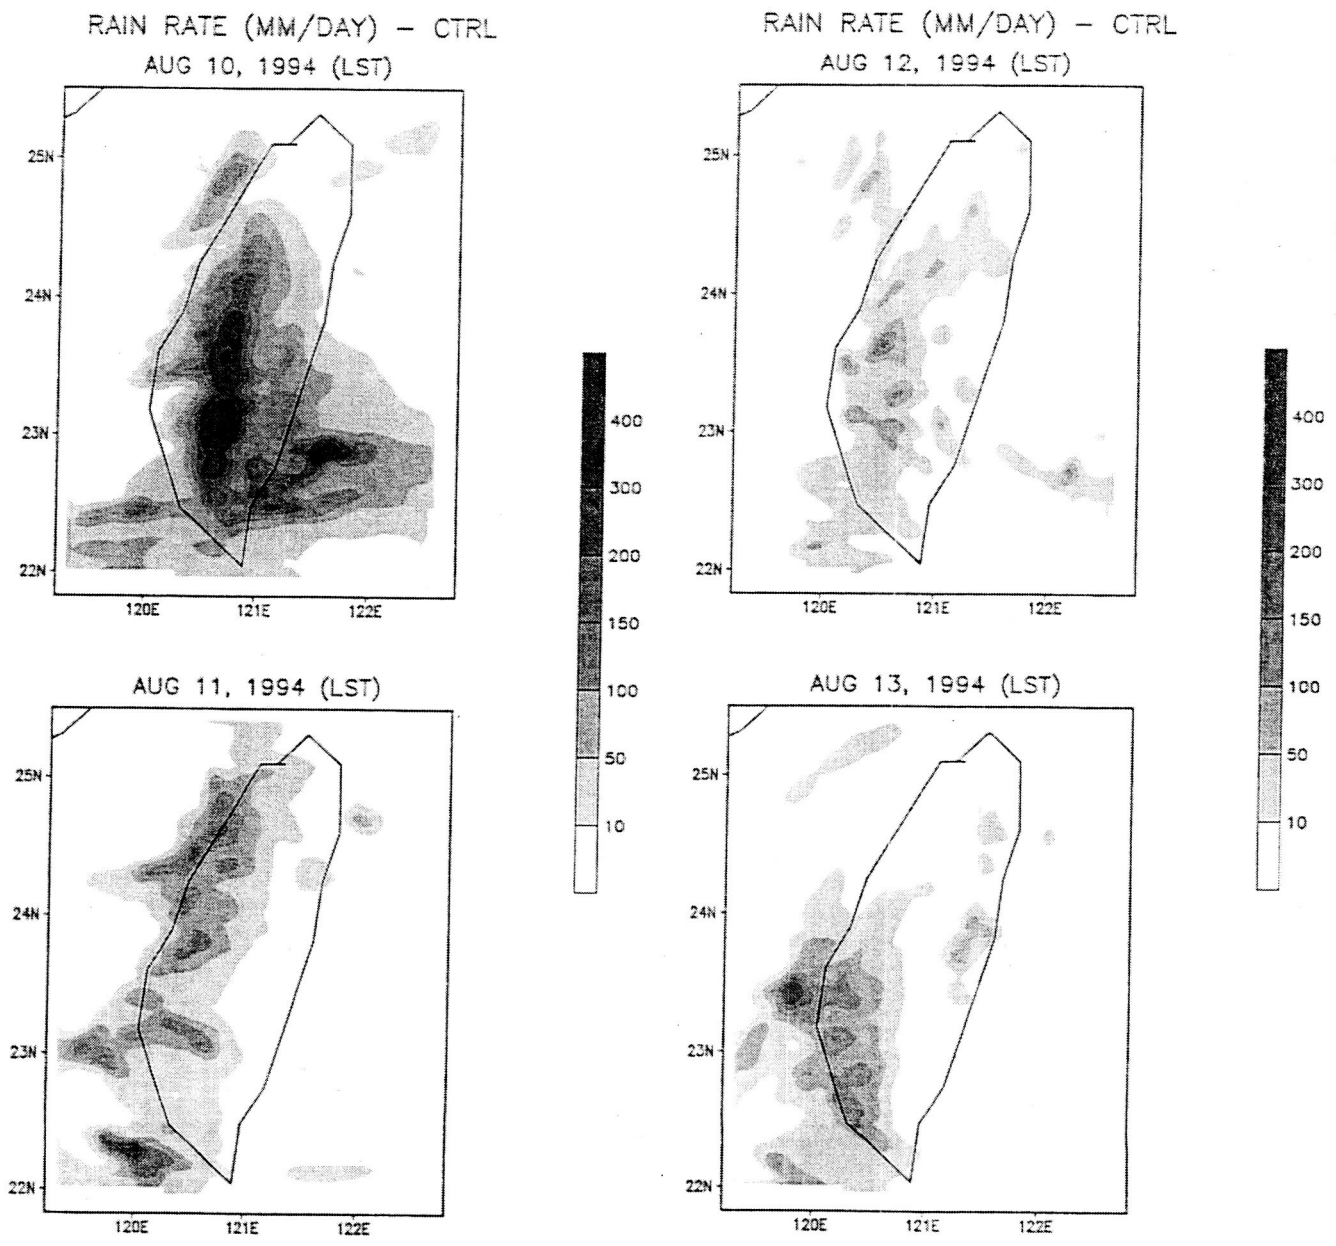 RAIN RATE (MM/DAY) – CTRL
AUG 10, 1994 (LST)
25N
24N
23N
22N
120E 121E 122E
400
300
200
150
100
50
10
AUG 11, 1994 (LST)
25N
24N
23N
22N
120E 121E 122E
RAIN RATE (MM/DAY) – CTRL
AUG 12, 1994 (LST)
25N
24N
23N
22N
120E 121E 122E
400
300
200
150
100
50
10
AUG 13, 1994 (LST)
25N
24N
23N
22N
120E 121E 122E